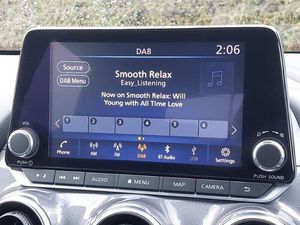 DAB
2:06
Source
DAB Menu
Smooth Relax
Easy_Listening
Now on Smooth Relax: Will
Young with All Time Love
1 2 3 4 5 6
Phone
AM
FM
DAB
BT Audio
USB
Settings
VOL
PUSH
AUDIO
MENU
MAP
CAMERA
PUSH SOUND